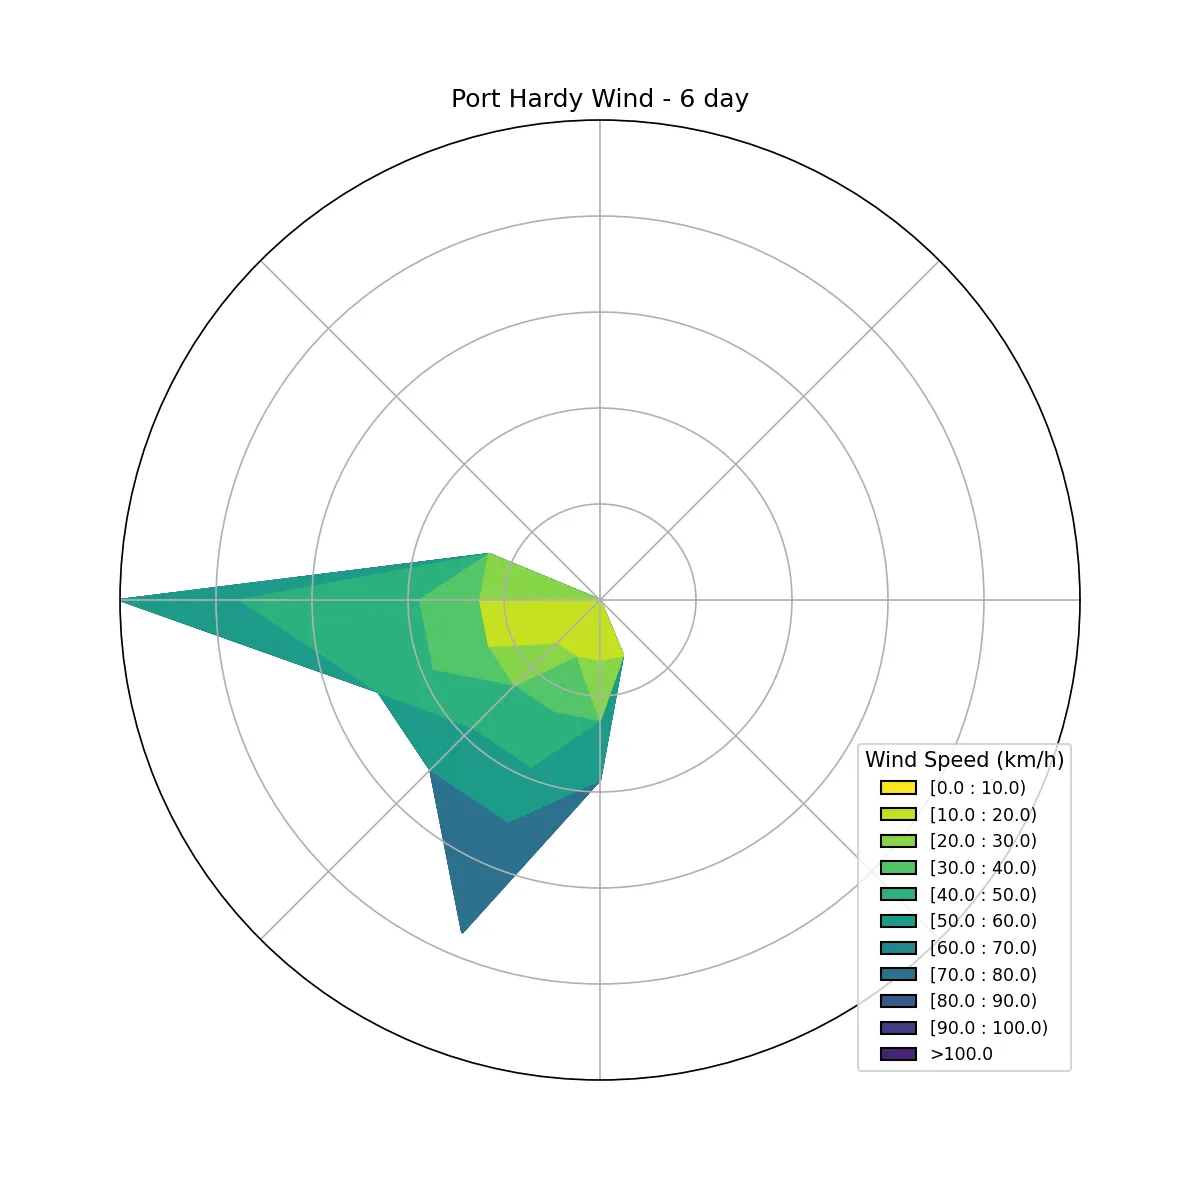 Port Hardy Wind - 6 day
Wind Speed (km/h)
[0.0 : 10.0)
[10.0 : 20.0)
[20.0 : 30.0)
[30.0 : 40.0)
[40.0 : 50.0)
[50.0 : 60.0)
[60.0 : 70.0)
[70.0 : 80.0)
[80.0 : 90.0)
[90.0 : 100.0)
>100.0